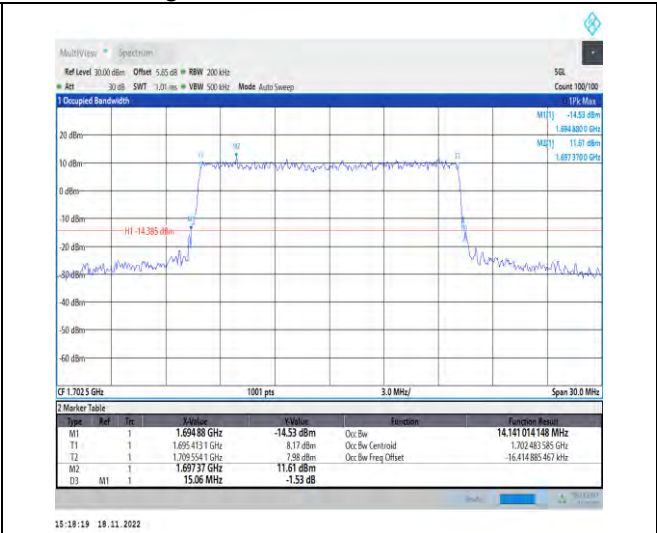 MultiView Spectrum
Ref Level 30.00 dBm Offset 5.65 dB RBW 200 kHz SGL
Att 30 dB SWT 1.01 ms VBW 500 kHz Mode Auto Sweep Count 100/100
1 Occupied Bandwidth 1Pk Max
M1[1] -14.53 dBm
1.694 880 0 GHz
20 dBm M2[1] 11.61 dBm
1.697 370 0 GHz
M2
T1
10 dBm
0 dBm
-10 dBm
H1 -14.385 dBm
-20 dBm
-30 dBm
-40 dBm
-50 dBm
-60 dBm
CF 1.702 5 GHz 1001 pts 3.0 MHz/ Span 30.0 MHz
2 Marker Table
Type Ref Trc X-Value Y-Value Function Function Result
M1 1 1.694 88 GHz -14.53 dBm Occ Bw 14.141 014 148 MHz
T1 1 1.695 413 1 GHz 8.17 dBm Occ Bw Centroid 1.702 483 585 GHz
T2 1 1.709 554 1 GHz 7.98 dBm Occ Bw Freq Offset -16.414 885 467 kHz
M2 1 1.697 37 GHz 11.61 dBm
D3 M1 1 15.06 MHz -1.53 dB
15:18:19 18.11.2022